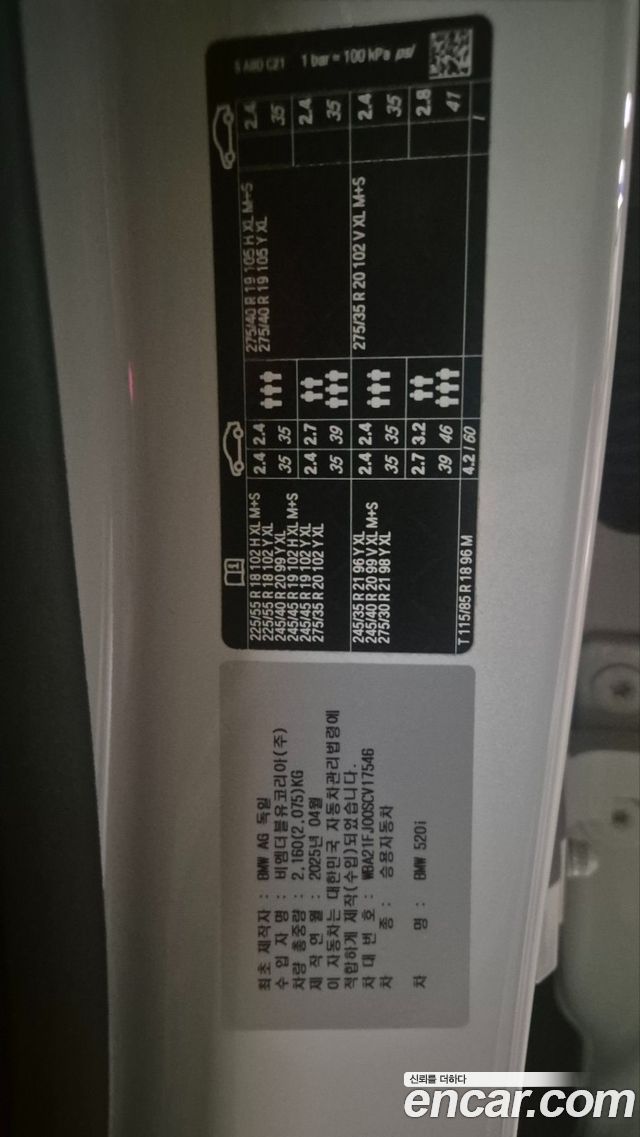 5 A8D C21 1 bar = 100 kPa psi
225/55 R 18 102 H XL M+S
225/55 R 18 102 Y XL
245/40 R 20 99 Y XL
245/45 R 19 102 H XL M+S
245/45 R 19 102 Y XL
275/35 R 20 102 Y XL
2.4 2.4
35 35
2.4 2.7
35 39
275/40 R 19 105 H XL M+S
275/40 R 19 105 Y XL
2.4
35
2.4
35
245/35 R 21 96 Y XL
245/40 R 20 99 V XL M+S
275/30 R 21 98 Y XL
2.4 2.4
35 35
2.7 3.2
39 46
275/35 R 20 102 V XL M+S
2.4
35
2.8
41
T 115/85 R 18 96 M 4.2 / 60 /
최초 제작자 : BMW AG 독일
수 입 자 명 : 비엠더블유코리아(주)
차량 총중량 : 2,160(2,075)KG
제 작 연 월 : 2025년 04월
이 자동차는 대한민국 자동차관리법령에
적합하게 제작(수입)되었습니다.
차 대 번 호 : WBA21FJ00SCV17546
차 종 : 승용자동차
차 명 : BMW 520i
신뢰를 더하다
encar.com